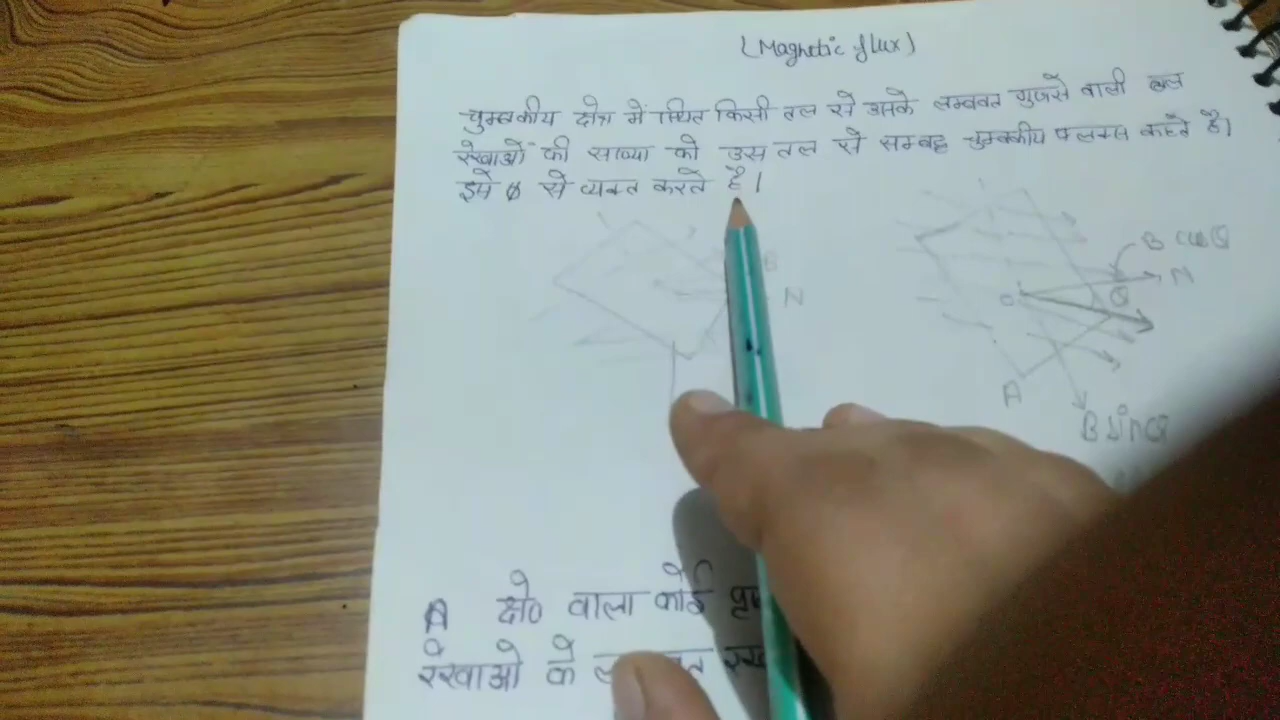 (Magnetic flux)
चुम्बकीय क्षेत्र में स्थित किसी तल से उसके लम्बवत गुजरने वाली बल
रेखाओं की संख्या को उस तल से सम्बद्ध चुम्बकीय फ्लक्स कहते है।
इसे ϕ से व्यक्त करते है।
B
N
B cosθ
N
θ
A
B sinθ
A क्षे० वाला कोई
रेखाओ के